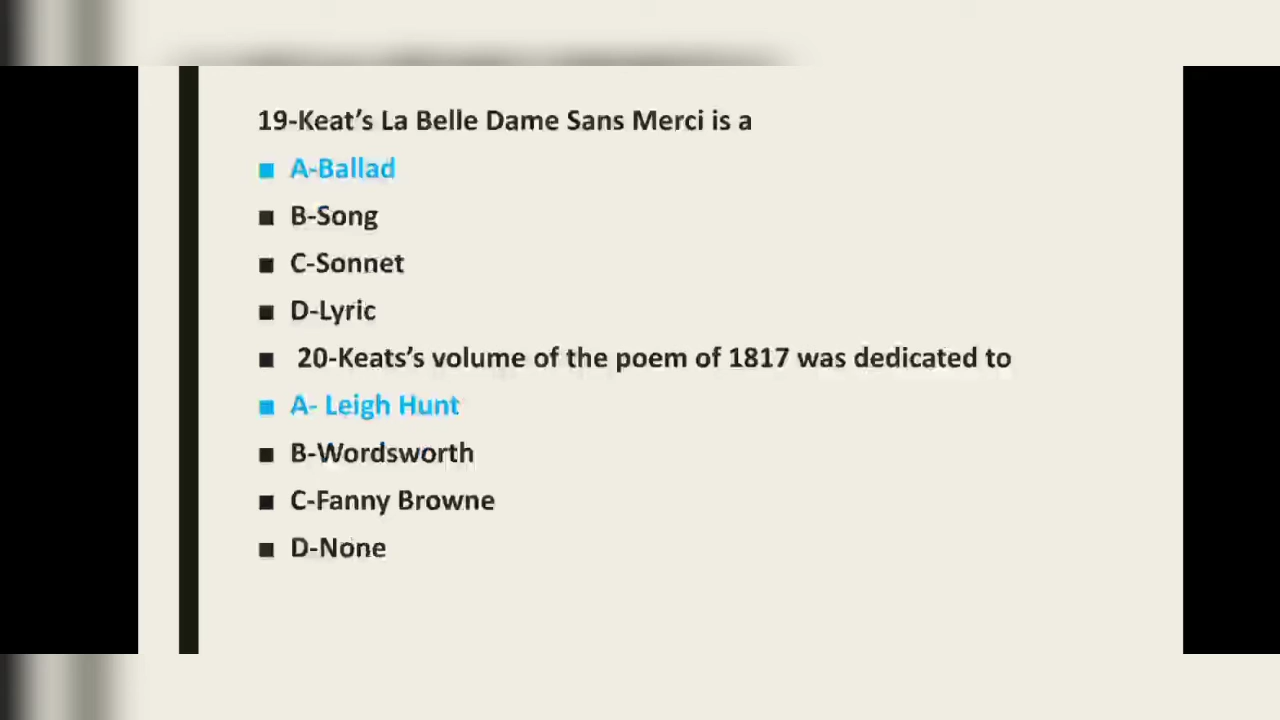 19-Keat’s La Belle Dame Sans Merci is a
A-Ballad
B-Song
C-Sonnet
D-Lyric
20-Keats’s volume of the poem of 1817 was dedicated to
A- Leigh Hunt
B-Wordsworth
C-Fanny Browne
D-None